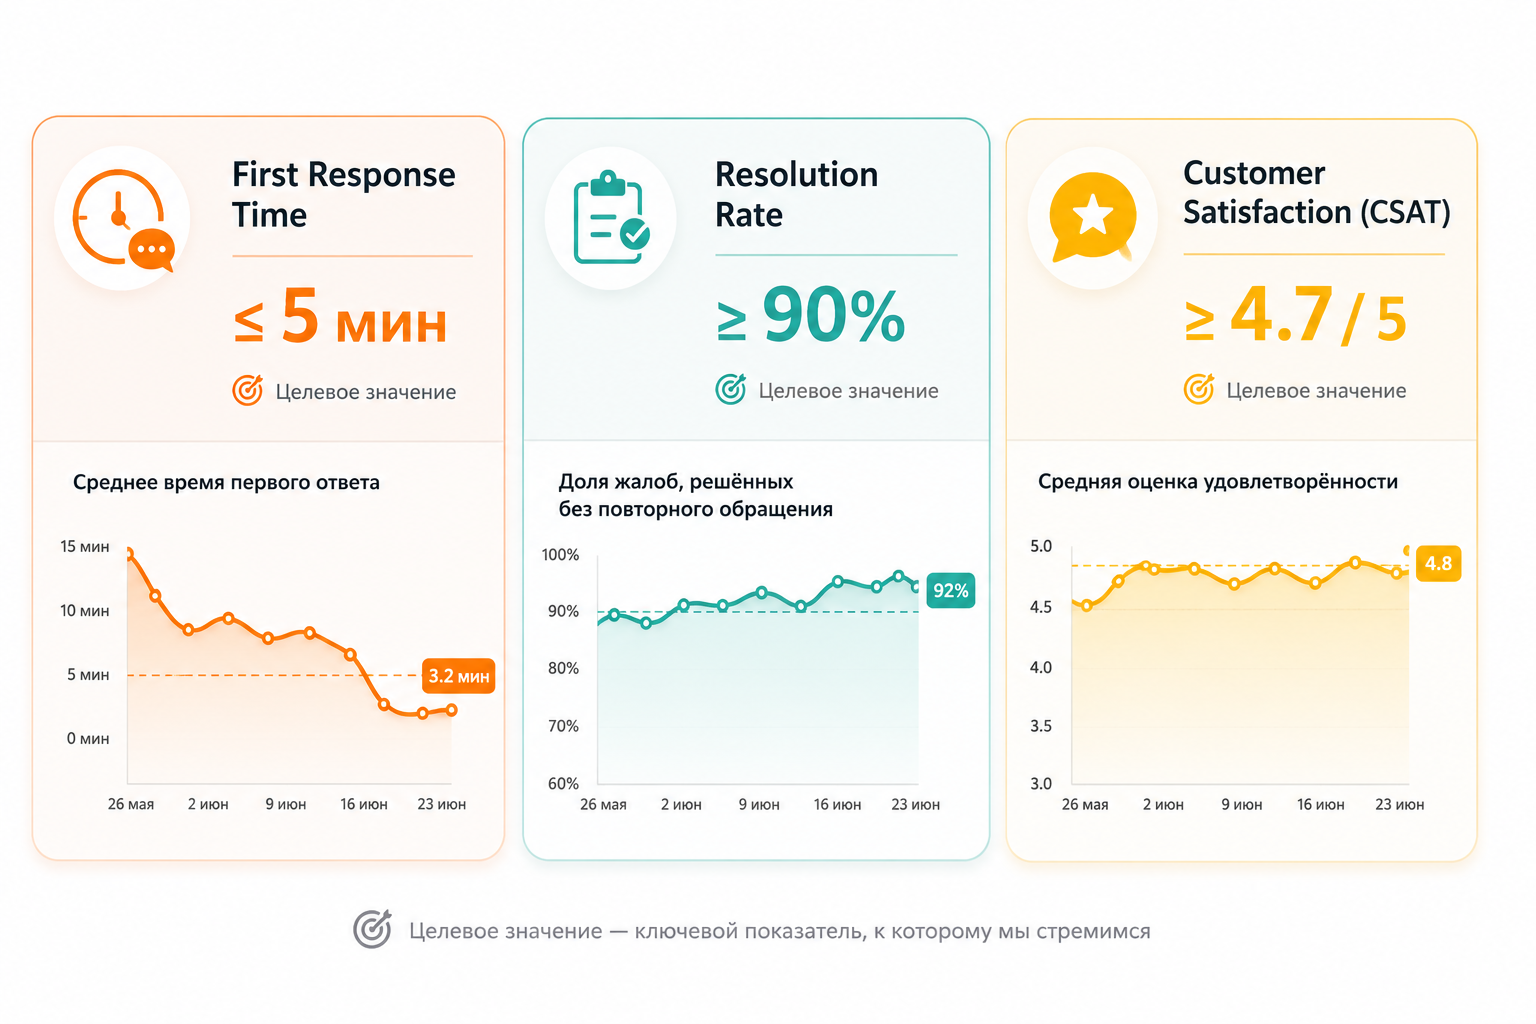 First Response
Time
≤ 5 мин
Целевое значение
Среднее время первого ответа
15 мин
10 мин
5 мин
0 мин
3.2 мин
26 мая
2 июн
9 июн
16 июн
23 июн
Resolution
Rate
≥ 90%
Целевое значение
Доля жалоб, решённых
без повторного обращения
100%
90%
80%
70%
60%
92%
26 мая
2 июн
9 июн
16 июн
23 июн
Customer
Satisfaction (CSAT)
≥ 4.7 / 5
Целевое значение
Средняя оценка удовлетворённости
5.0
4.5
4.0
3.5
3.0
4.8
26 мая
2 июн
9 июн
16 июн
23 июн
Целевое значение — ключевой показатель, к которому мы стремимся